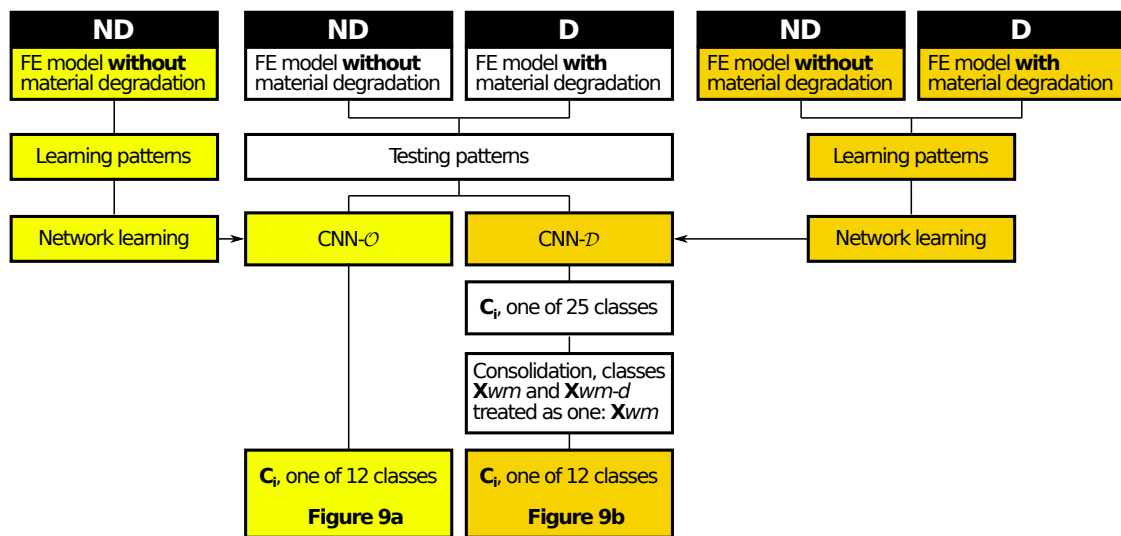 ND
FE model without
material degradation
ND
FE model without
material degradation
D
FE model with
material degradation
ND
FE model without
material degradation
D
FE model with
material degradation
Learning patterns
Testing patterns
Learning patterns
Network learning
CNN-𝒪
CNN-𝒟
Network learning
Cᵢ, one of 25 classes
Consolidation, classes
Xwm and Xwm-d
treated as one: Xwm
Cᵢ, one of 12 classes
Figure 9a
Cᵢ, one of 12 classes
Figure 9b